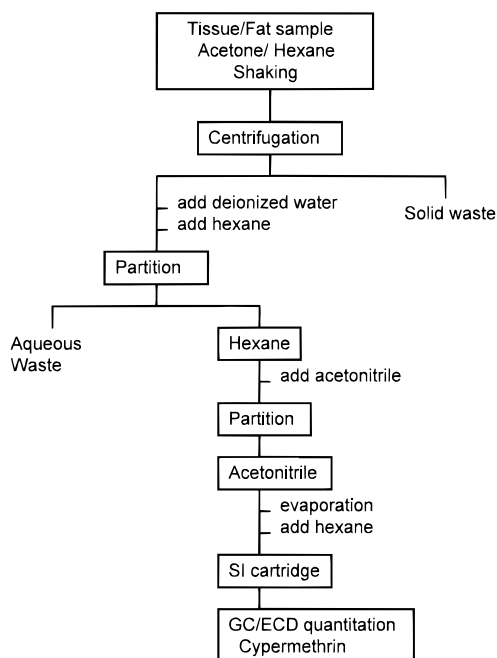 Tissue/Fat sample
Acetone/ Hexane
Shaking
Centrifugation
add deionized water
add hexane
Solid waste
Partition
Aqueous
Waste
Hexane
add acetonitrile
Partition
Acetonitrile
evaporation
add hexane
SI cartridge
GC/ECD quantitation
Cypermethrin